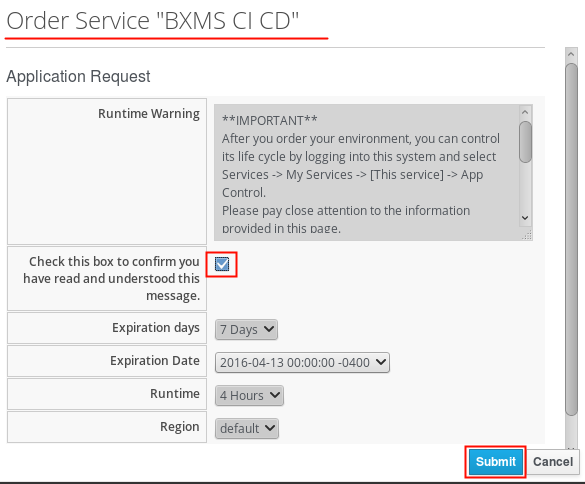 Order Service "BXMS CI CD"
Application Request
Runtime Warning
**IMPORTANT**
After you order your environment, you can control
its life cycle by logging into this system and select
Services -> My Services -> [This service] -> App
Control.
Please pay close attention to the information
provided in this page.
Check this box to confirm you
have read and understood this
message.
Expiration days
7 Days
Expiration Date
2016-04-13 00:00:00 -0400
Runtime
4 Hours
Region
default
Submit
Cancel